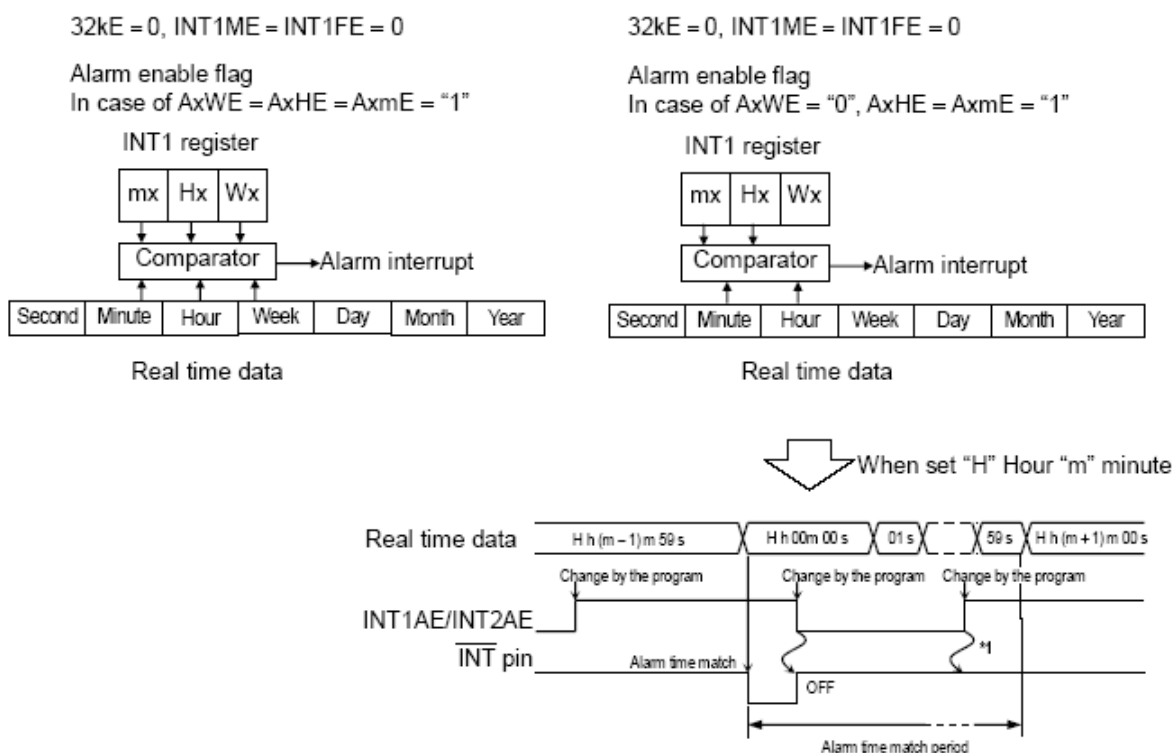 32kE = 0, INT1ME = INT1FE = 0
Alarm enable flag
In case of AxWE = AxHE = AxmE = “1”
INT1 register
mx Hx Wx
Comparator
Alarm interrupt
Second Minute Hour Week Day Month Year
Real time data
32kE = 0, INT1ME = INT1FE = 0
Alarm enable flag
In case of AxWE = “0”, AxHE = AxmE = “1”
INT1 register
mx Hx Wx
Comparator
Alarm interrupt
Second Minute Hour Week Day Month Year
Real time data
When set “H” Hour “m” minute
Real time data
H h (m – 1) m 59 s H h 00m 00 s 01 s 59 s H h (m + 1) m 00 s
Change by the program Change by the program Change by the program
INT1AE/INT2AE
INT pin
*1
Alarm time match
OFF
Alarm time match period